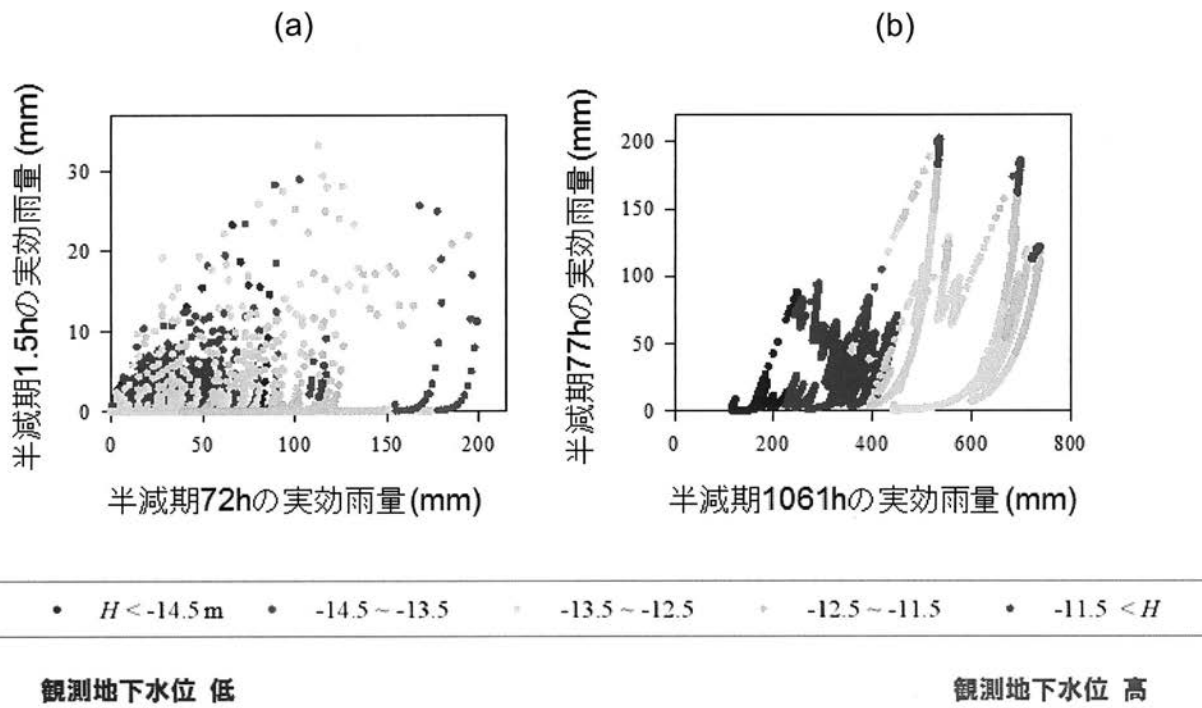 (a)
半減期1.5hの実効雨量 (mm)
30
20
10
0
0
50
100
150
200
半減期72hの実効雨量 (mm)
(b)
半減期77hの実効雨量 (mm)
200
150
100
50
0
0
200
400
600
800
半減期1061hの実効雨量 (mm)
H < -14.5 m
-14.5 ~ -13.5
-13.5 ~ -12.5
-12.5 ~ -11.5
-11.5 < H
観測地下水位 低
観測地下水位 高